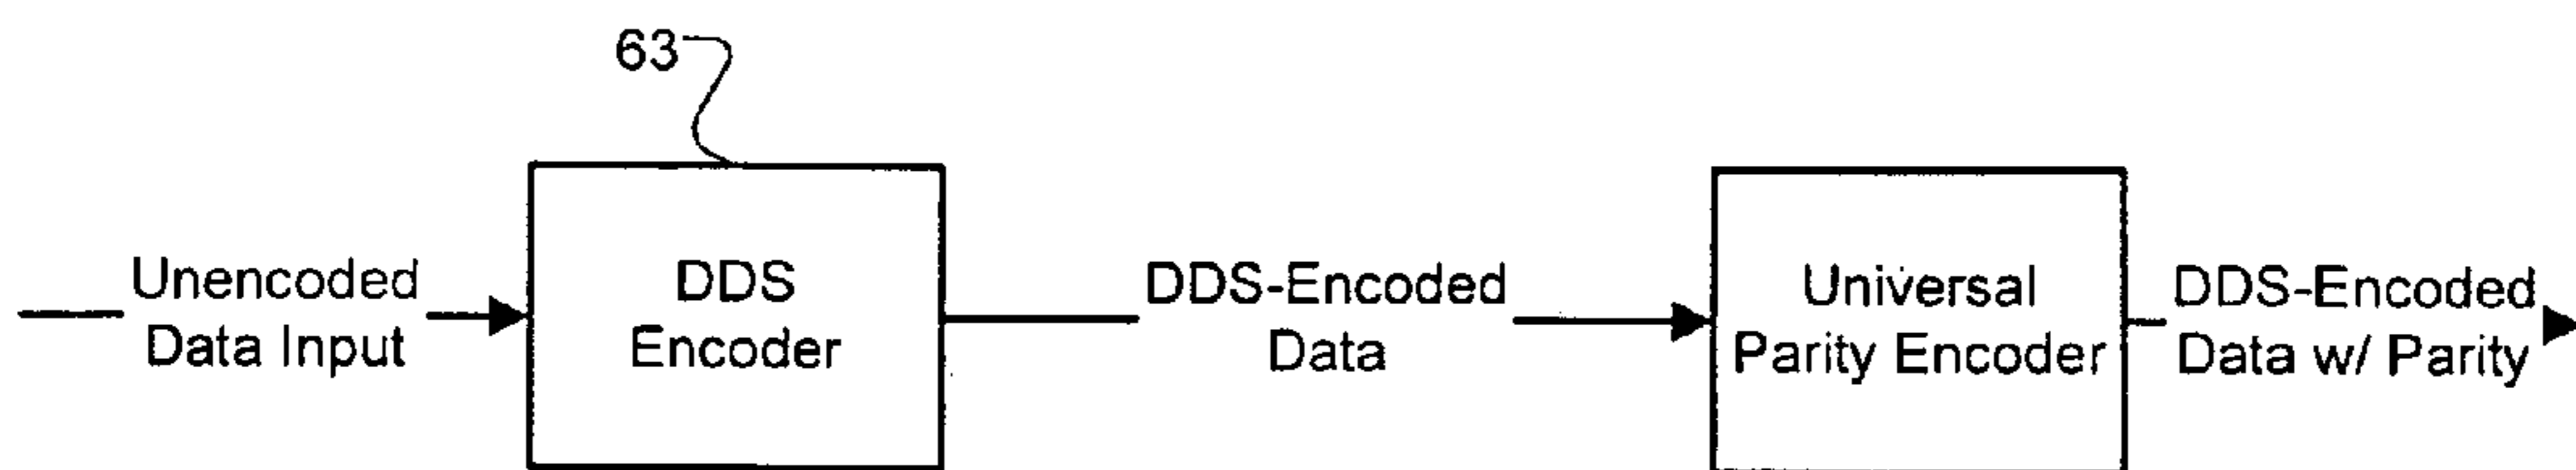 63
Unencoded
Data Input
DDS
Encoder
DDS-Encoded
Data
Universal
Parity Encoder
DDS-Encoded
Data w/ Parity